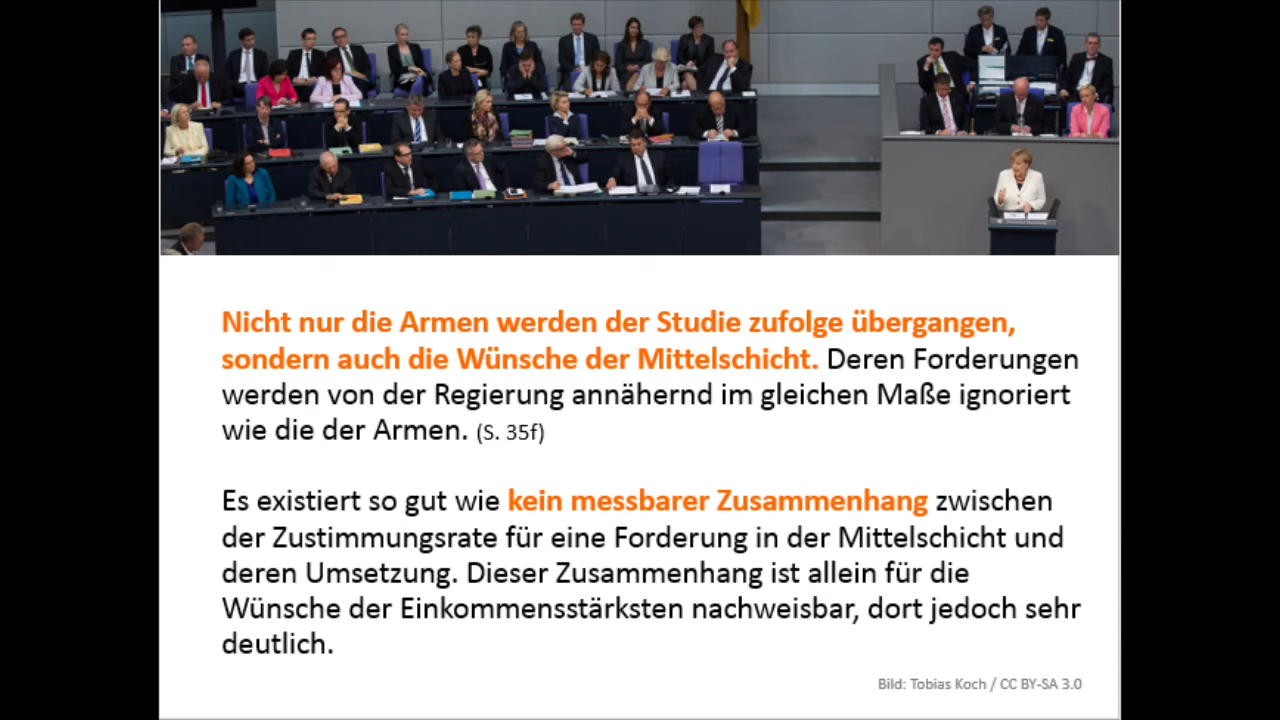 Nicht nur die Armen werden der Studie zufolge übergangen,
sondern auch die Wünsche der Mittelschicht. Deren Forderungen
werden von der Regierung annähernd im gleichen Maße ignoriert
wie die der Armen. (S. 35f)
Es existiert so gut wie kein messbarer Zusammenhang zwischen
der Zustimmungsrate für eine Forderung in der Mittelschicht und
deren Umsetzung. Dieser Zusammenhang ist allein für die
Wünsche der Einkommensstärksten nachweisbar, dort jedoch sehr
deutlich.
Bild: Tobias Koch / CC BY-SA 3.0